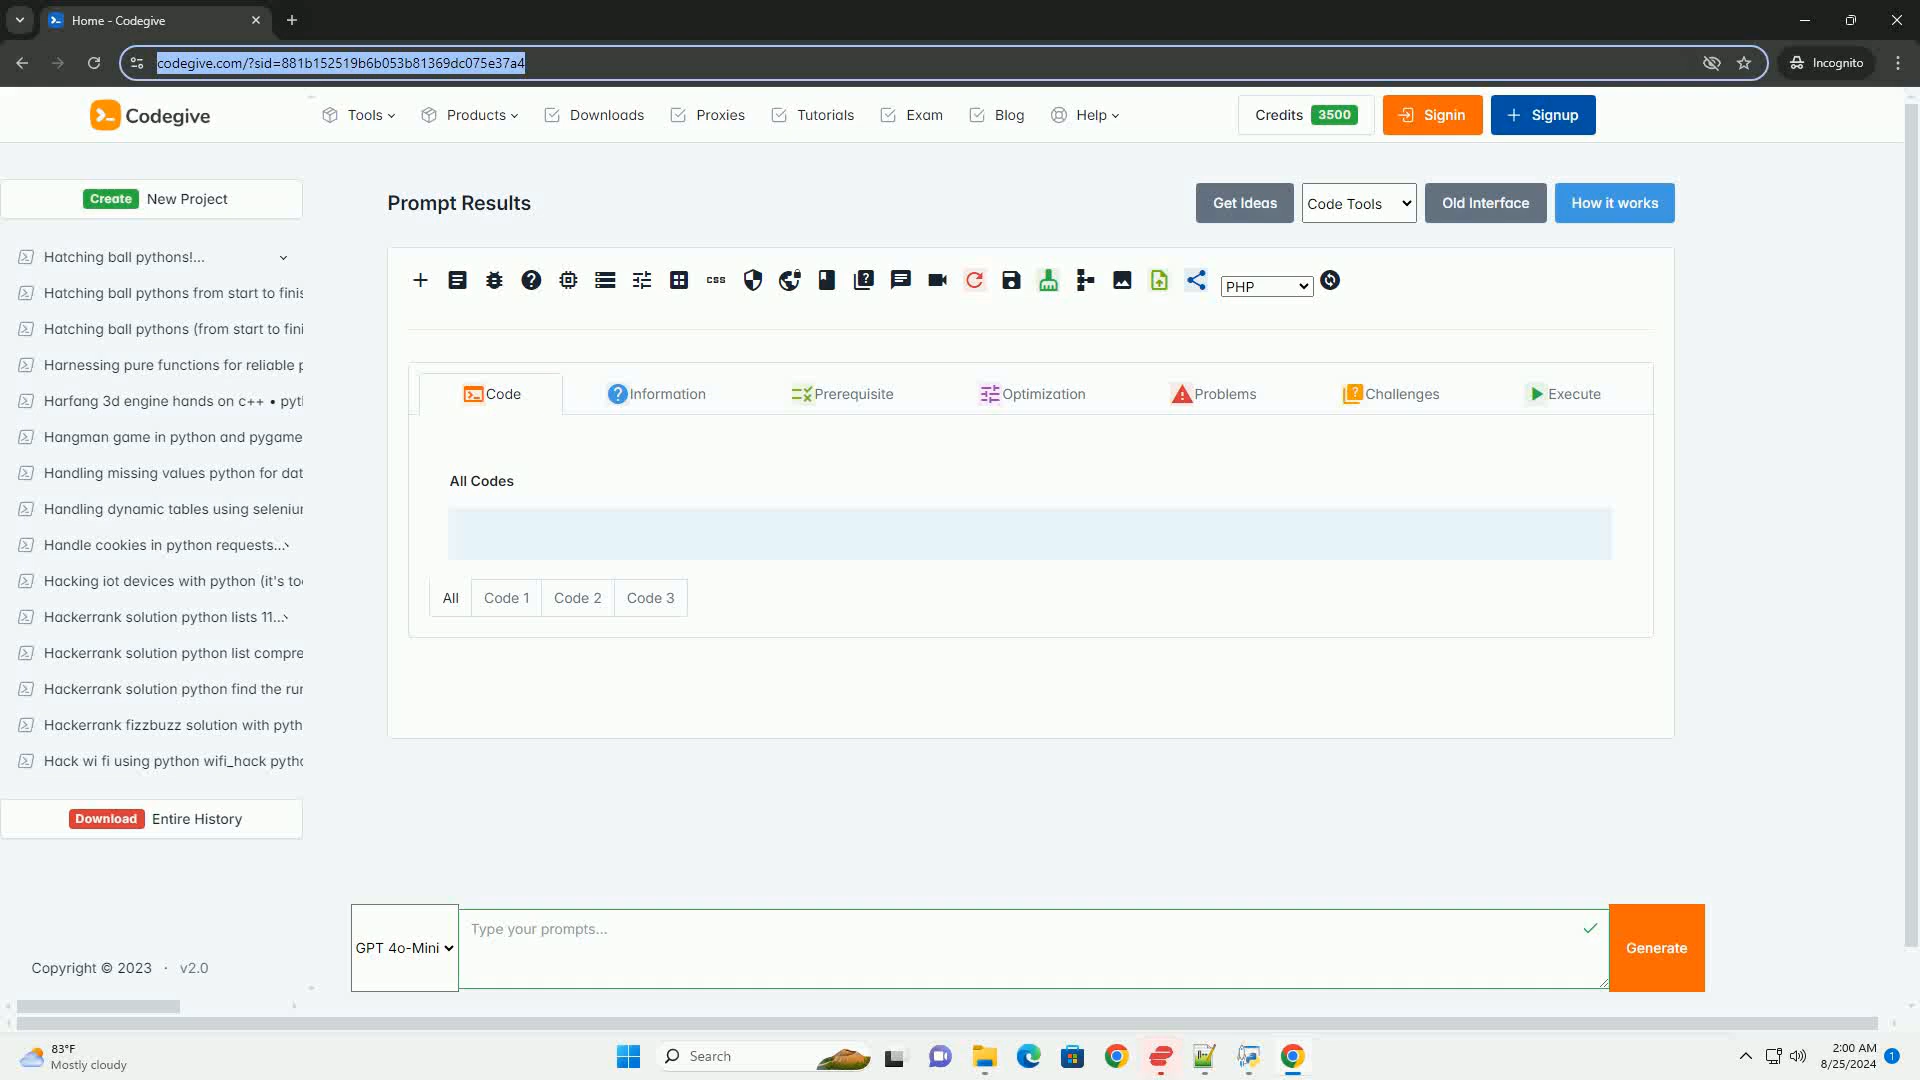 Home - Codegive
codegive.com/?sid=881b152519b6b053b81369dc075e37a4
Incognito
Codegive
Tools
Products
Downloads
Proxies
Tutorials
Exam
Blog
Help
Credits 3500
Signin
Signup
Create New Project
Hatching ball pythons!...
Hatching ball pythons from start to finis
Hatching ball pythons (from start to fini
Harnessing pure functions for reliable p
Harfang 3d engine hands on c++ • pyt
Hangman game in python and pygame
Handling missing values python for dat
Handling dynamic tables using seleniu
Handle cookies in python requests...
Hacking iot devices with python (it's to
Hackerrank solution python lists 11...
Hackerrank solution python list compre
Hackerrank solution python find the ru
Hackerrank fizzbuzz solution with pyth
Hack wi fi using python wifi_hack pyth
Download Entire History
Copyright © 2023 · v2.0
Prompt Results
Get Ideas
Code Tools
Old Interface
How it works
css
PHP
Code
Information
Prerequisite
Optimization
Problems
Challenges
Execute
All Codes
All
Code 1
Code 2
Code 3
GPT 4o-Mini
Type your prompts...
Generate
83°F
Mostly cloudy
Search
2:00 AM
8/25/2024
1